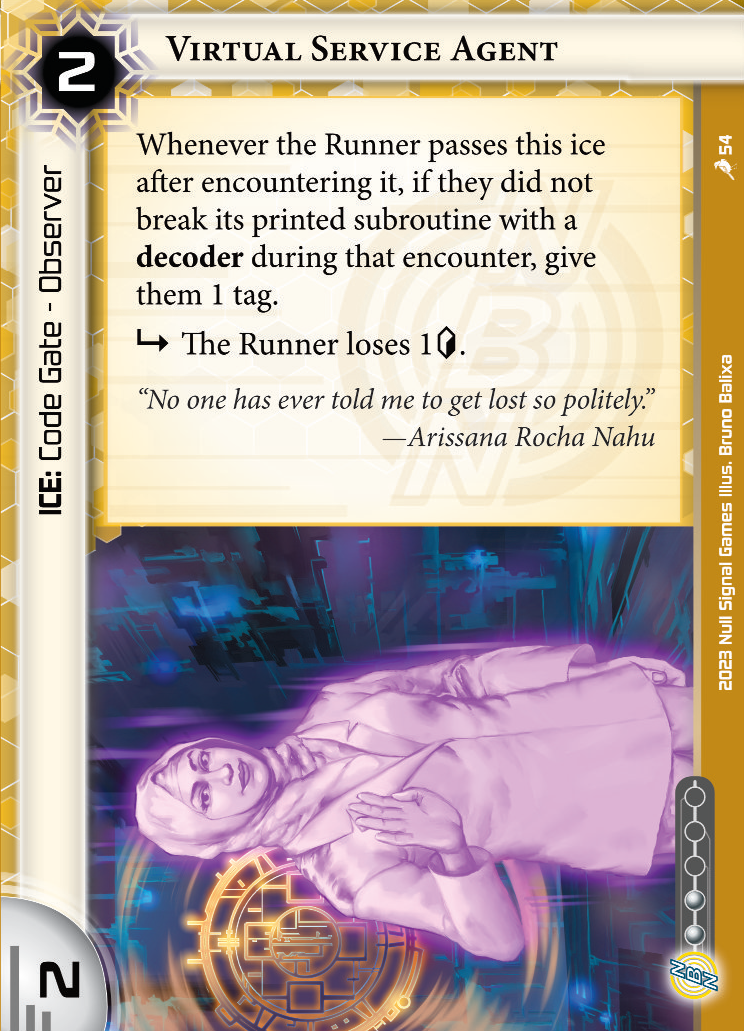 2
Virtual Service Agent
ICE: Code Gate - Observer
Whenever the Runner passes this ice
after encountering it, if they did not
break its printed subroutine with a
decoder during that encounter, give
them 1 tag.
↳ The Runner loses 1.
“No one has ever told me to get lost so politely.”
—Arissana Rocha Nahu
54
2023 Null Signal Games Illus. Bruno Balixa
2
NBN